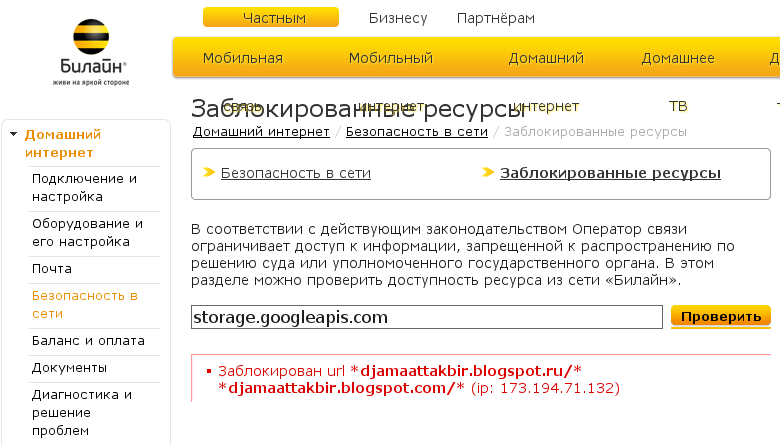 Частным Бизнесу Партнёрам
Билайн®
живи на яркой стороне
Мобильная связь
Мобильный интернет
Домашний интернет
Домашнее ТВ
Заблокированные ресурсы
Домашний интернет / Безопасность в сети / Заблокированные ресурсы
Домашний
интернет
Подключение и
настройка
Оборудование и
его настройка
Почта
Безопасность в
сети
Баланс и оплата
Документы
Диагностика и
решение
проблем
Безопасность в сети
Заблокированные ресурсы
В соответствии с действующим законодательством Оператор связи
ограничивает доступ к информации, запрещенной к распространению по
решению суда или уполномоченного государственного органа. В этом
разделе можно проверить доступность ресурса из сети «Билайн».
storage.googleapis.com
Проверить
Заблокирован url *djamaattakbir.blogspot.ru/*
*djamaattakbir.blogspot.com/* (ip: 173.194.71.132)